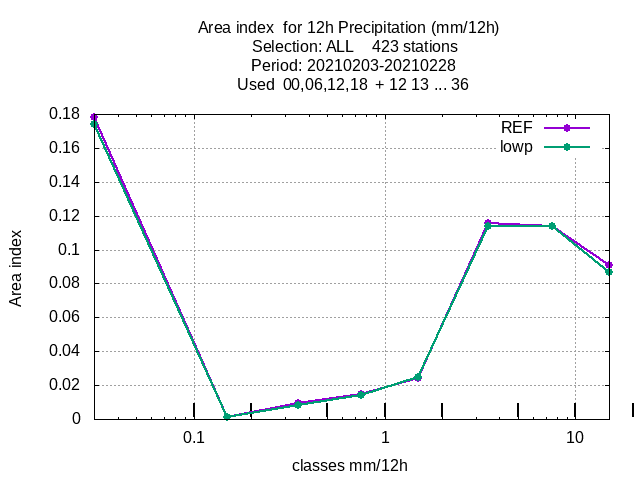 Area index  for 12h Precipitation (mm/12h)
Selection: ALL    423 stations
Period: 20210203-20210228
Used  00,06,12,18  + 12 13 ... 36
REF
lowp
0.18
0.16
0.14
0.12
0.1
0.08
0.06
0.04
0.02
0
Area index
0.1
1
10
classes mm/12h